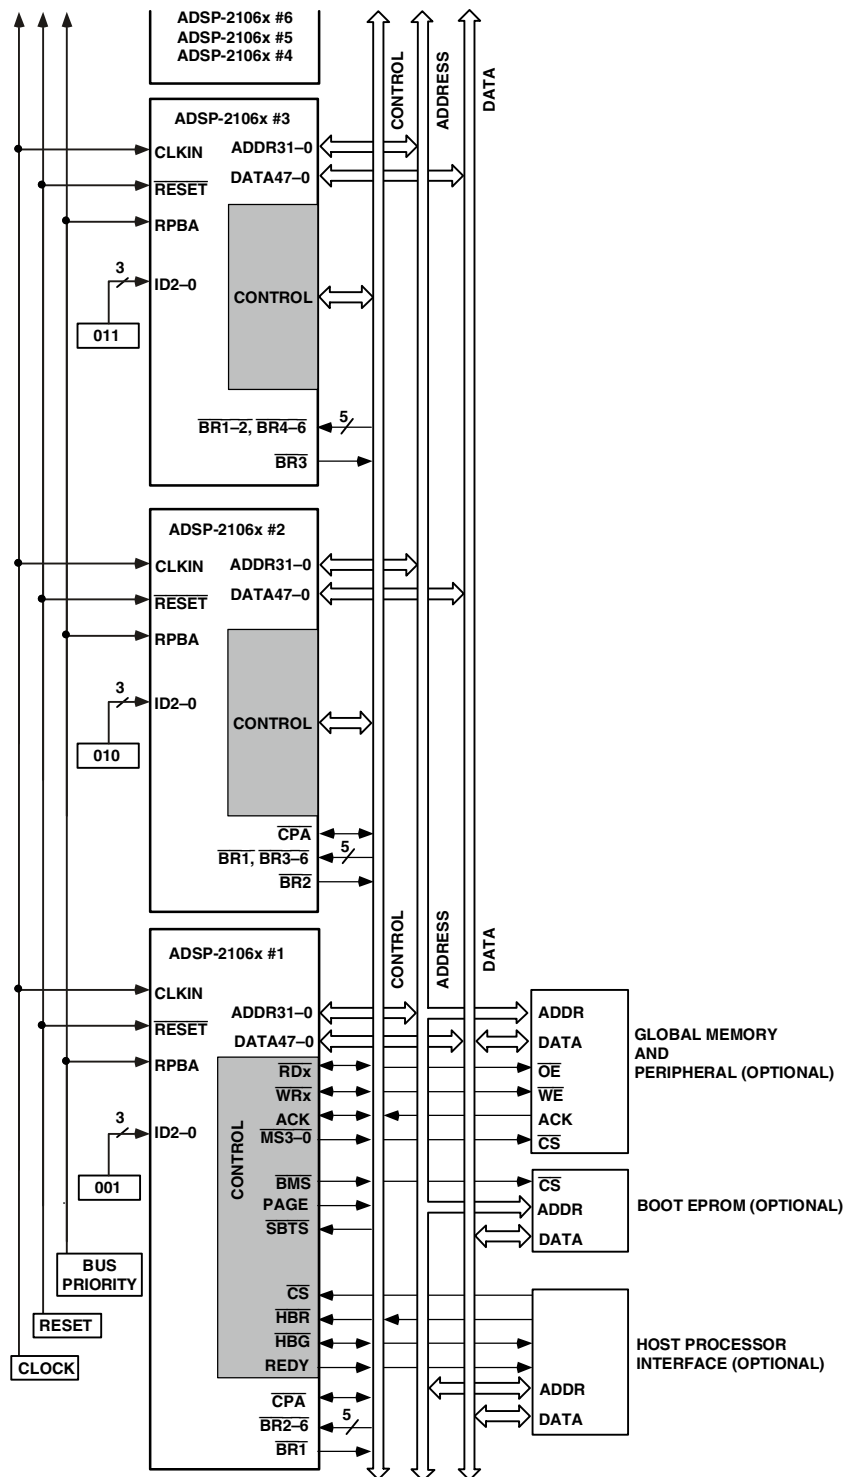 ADSP-2106x #6
ADSP-2106x #5
ADSP-2106x #4
CONTROL
ADDRESS
DATA
ADSP-2106x #3
CLKIN
ADDR31–0
RESET
DATA47–0
RPBA
3
ID2–0
CONTROL
011
BR1–2, BR4–6
5
BR3
ADSP-2106x #2
CLKIN
ADDR31–0
RESET
DATA47–0
RPBA
3
ID2–0
CONTROL
010
CPA
BR1, BR3–6
5
BR2
CONTROL
ADDRESS
DATA
ADSP-2106x #1
CLKIN
ADDR31–0
RESET
DATA47–0
RPBA
3
ID2–0
001
CONTROL
RDx
WRx
ACK
MS3–0
BMS
PAGE
SBTS
CS
HBR
HBG
REDY
CPA
BR2–6
5
BR1
ADDR
DATA
OE
WE
ACK
CS
GLOBAL MEMORY
AND
PERIPHERAL (OPTIONAL)
CS
ADDR
DATA
BOOT EPROM (OPTIONAL)
ADDR
DATA
HOST PROCESSOR
INTERFACE (OPTIONAL)
BUS
PRIORITY
RESET
CLOCK